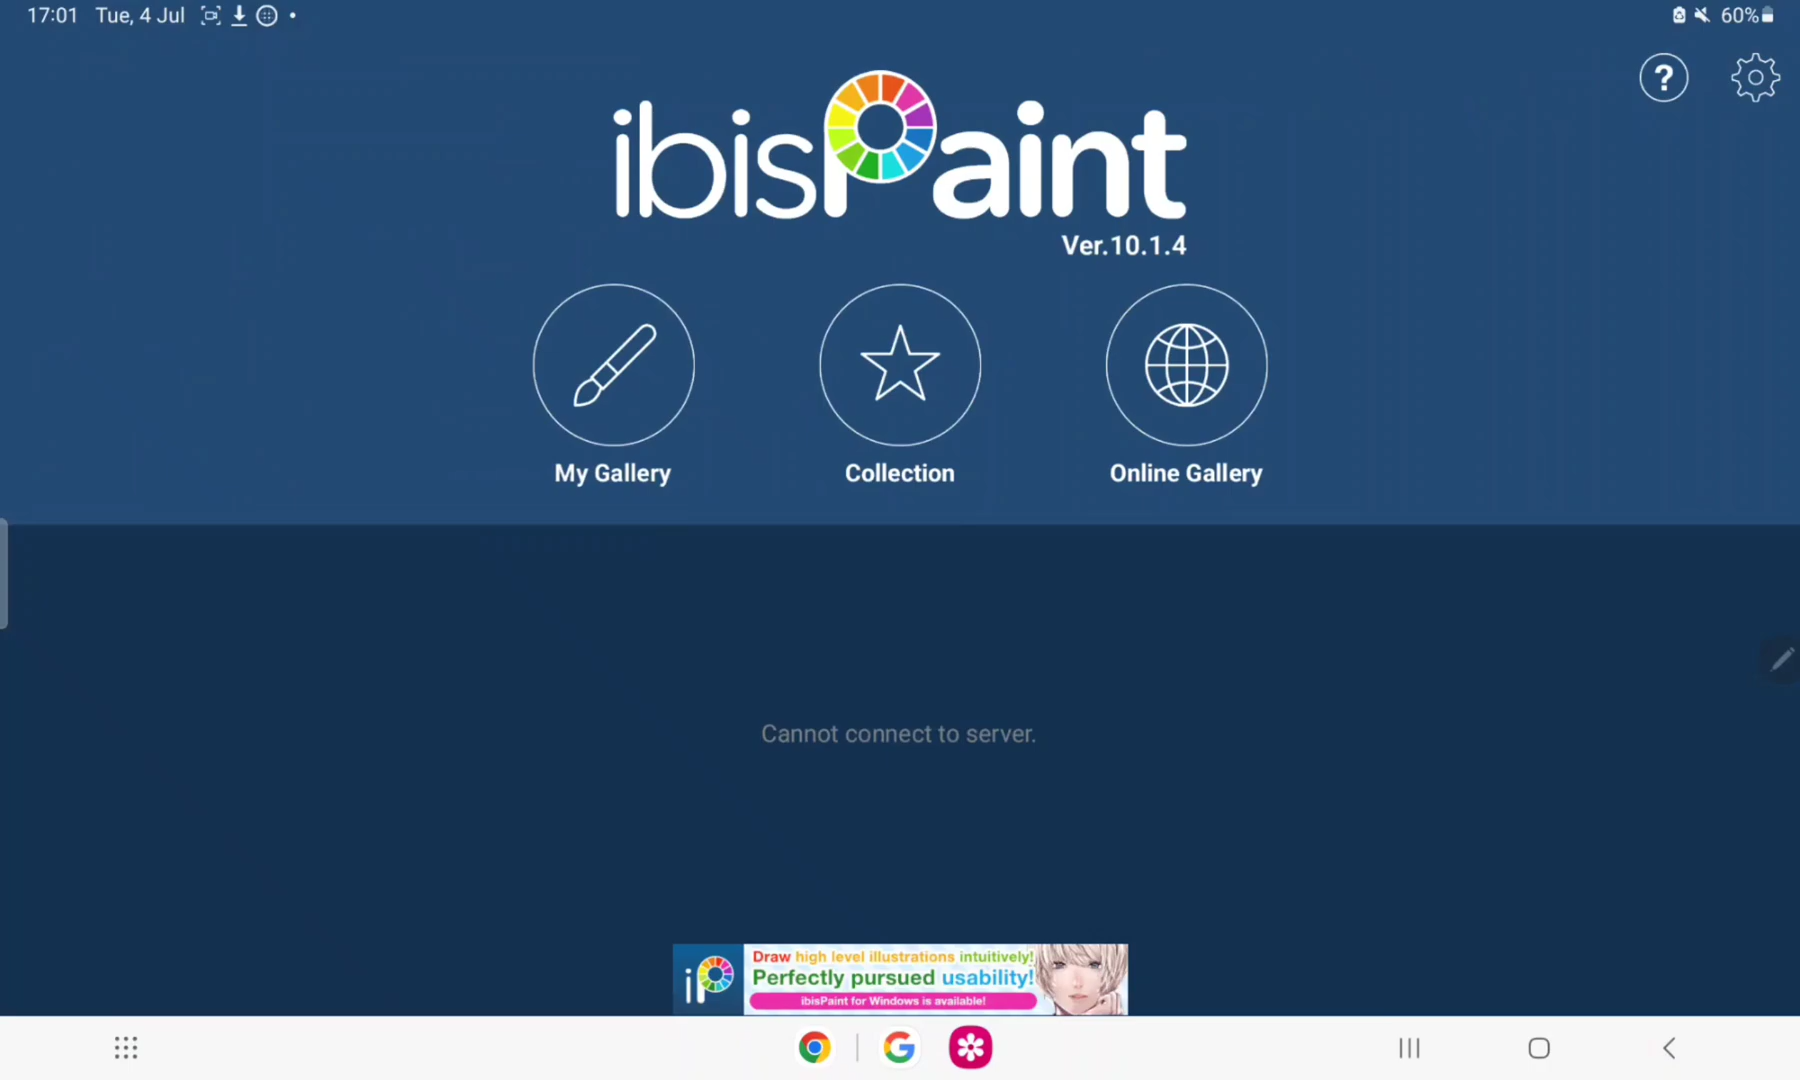 17:01 Tue, 4 Jul
60%
?
ibisPaint
Ver.10.1.4
My Gallery
Collection
Online Gallery
Cannot connect to server.
iP
Draw high level illustrations intuitively!
Perfectly pursued usability!
ibisPaint for Windows is available!